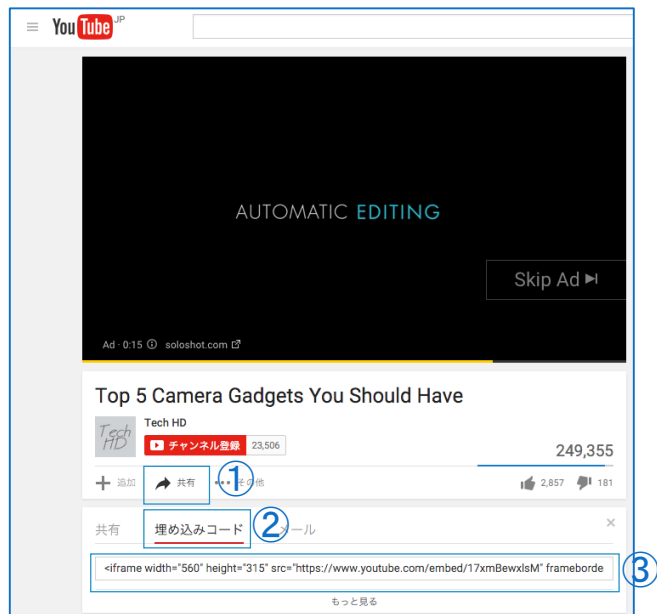 YouTube JP
AUTOMATIC EDITING
Skip Ad
Ad · 0:15 soloshot.com
Top 5 Camera Gadgets You Should Have
Tech HD
Tech HD
チャンネル登録 23,506
249,355
追加 共有 ① その他 2,857 181
共有 埋め込みコード ② メール ×
<iframe width="560" height="315" src="https://www.youtube.com/embed/17xmBewxlsM" frameborde ③
もっと見る